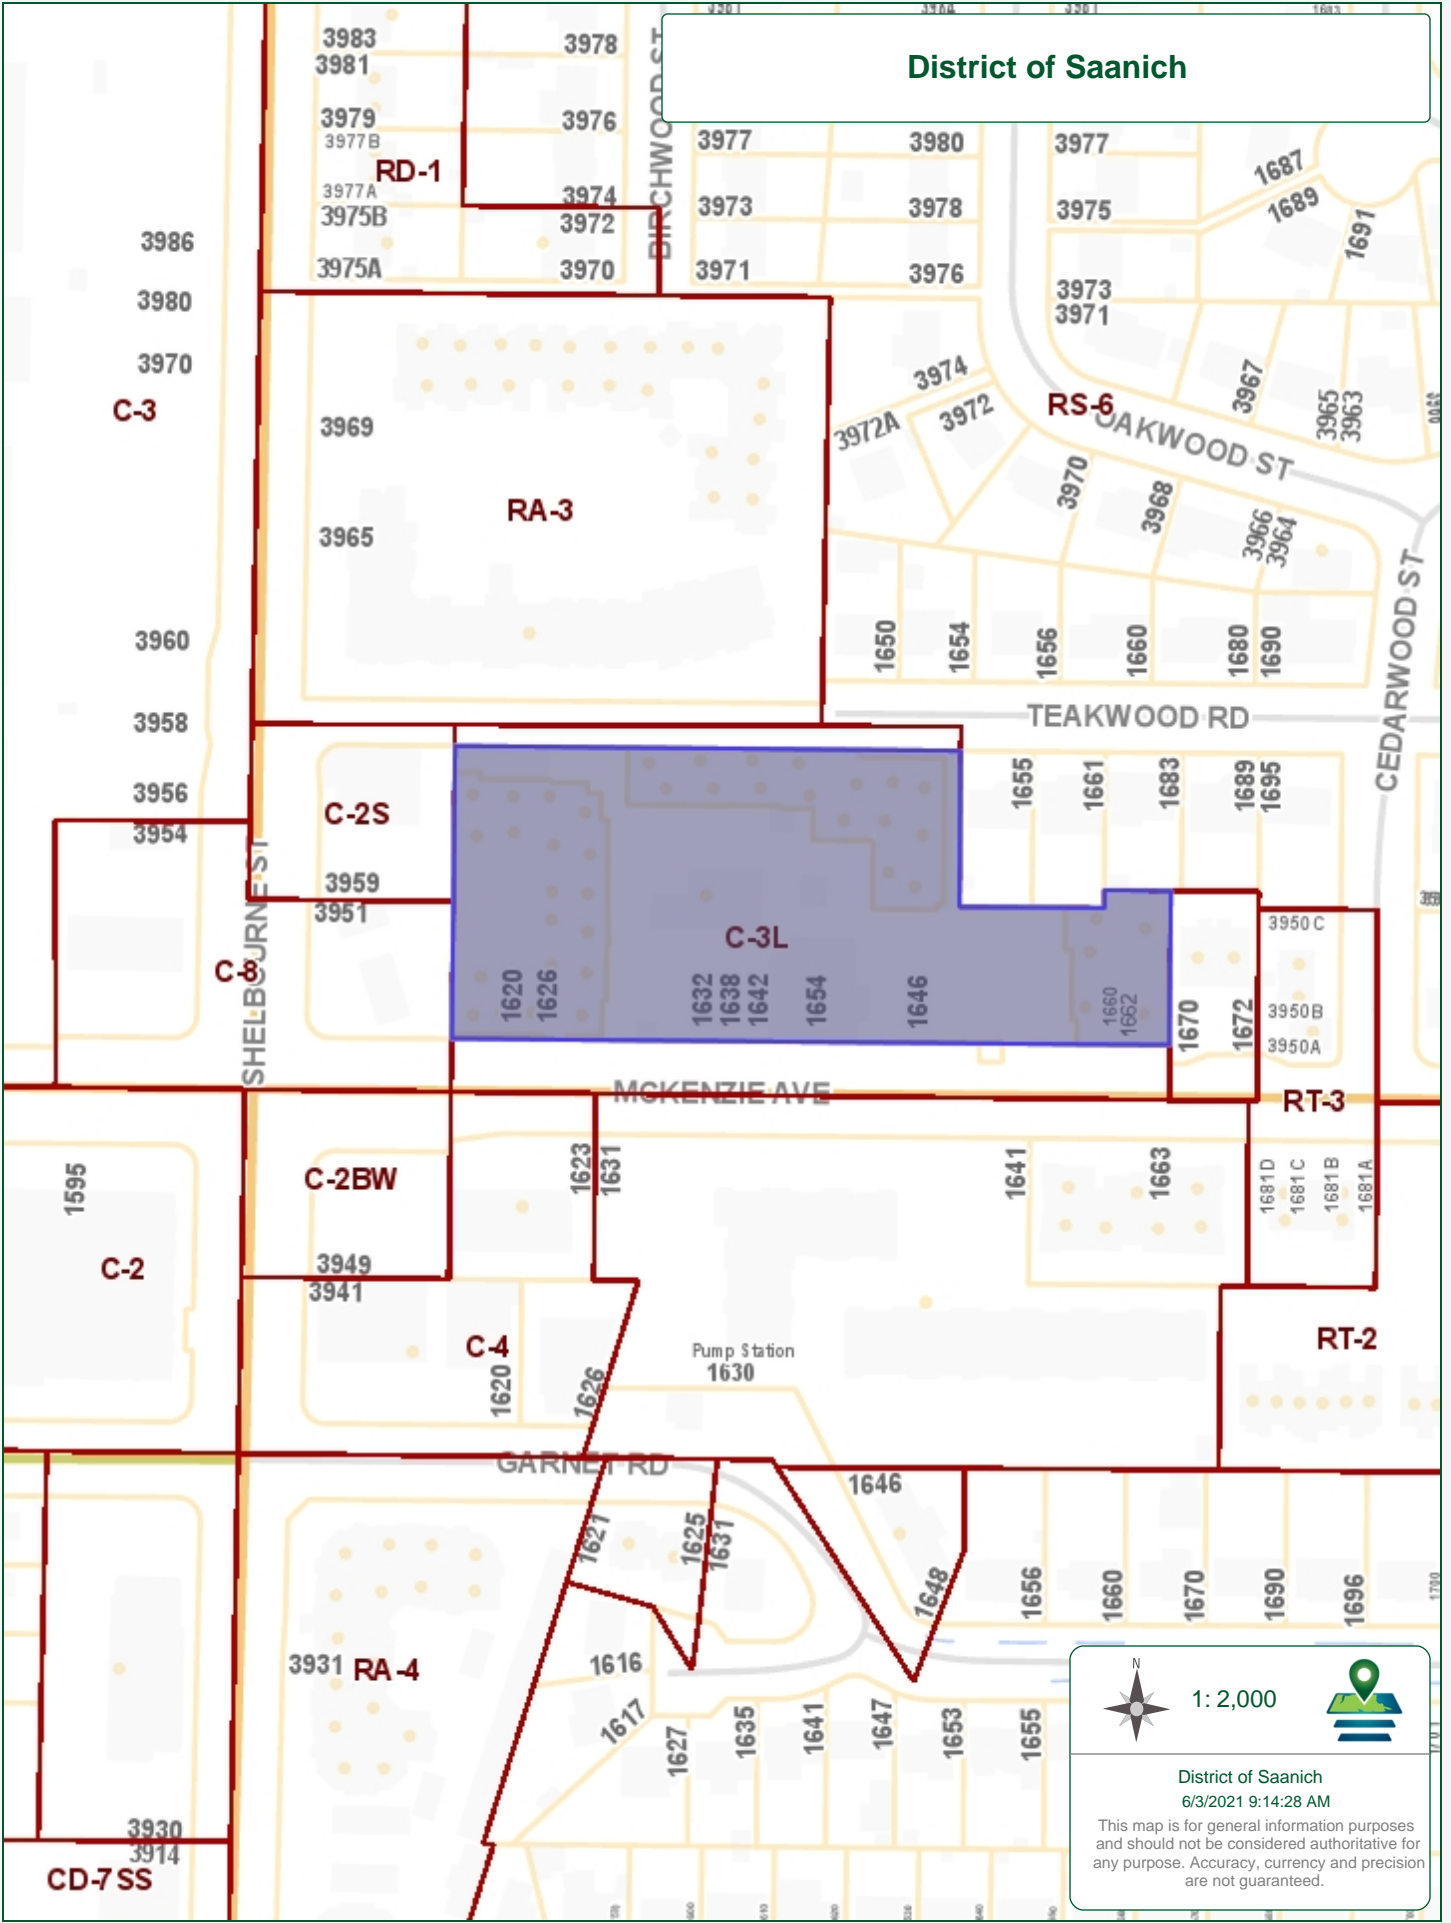 District of Saanich
3983
3981
3978
3979
3977B
3976
RD-1
3977A
3975B
3974
3972
3975A
3970
BIRCHWOOD ST
3977
3980
3977
3973
3978
3975
3971
3976
3973
3971
1687
1689
1691
3986
3980
3970
C-3
3969
RA-3
3965
3974
3972A
3972
RS-6
OAKWOOD ST
3967
3965
3963
3970
3968
3966
3964
3960
1650
1654
1656
1660
1680
1690
CEDARWOOD ST
3958
TEAKWOOD RD
3956
3954
C-2S
3959
3951
1655
1661
1683
1689
1695
SHELBOURNE ST
C-8
C-3L
1620
1626
1632
1638
1642
1654
1646
1660
1662
1670
1672
3950C
3950B
3950A
MCKENZIE AVE
RT-3
1595
C-2BW
1623
1631
1641
1663
1681D
1681C
1681B
1681A
C-2
3949
3941
C-4
1620
1626
Pump Station
1630
RT-2
GARNET RD
1646
1621
1625
1631
1648
1656
1660
1670
1690
1696
1700
3931
RA-4
1616
1617
1627
1635
1641
1647
1653
1655
3930
3914
CD-7SS
N
1: 2,000
District of Saanich
6/3/2021 9:14:28 AM
This map is for general information purposes
and should not be considered authoritative for
any purpose. Accuracy, currency and precision
are not guaranteed.